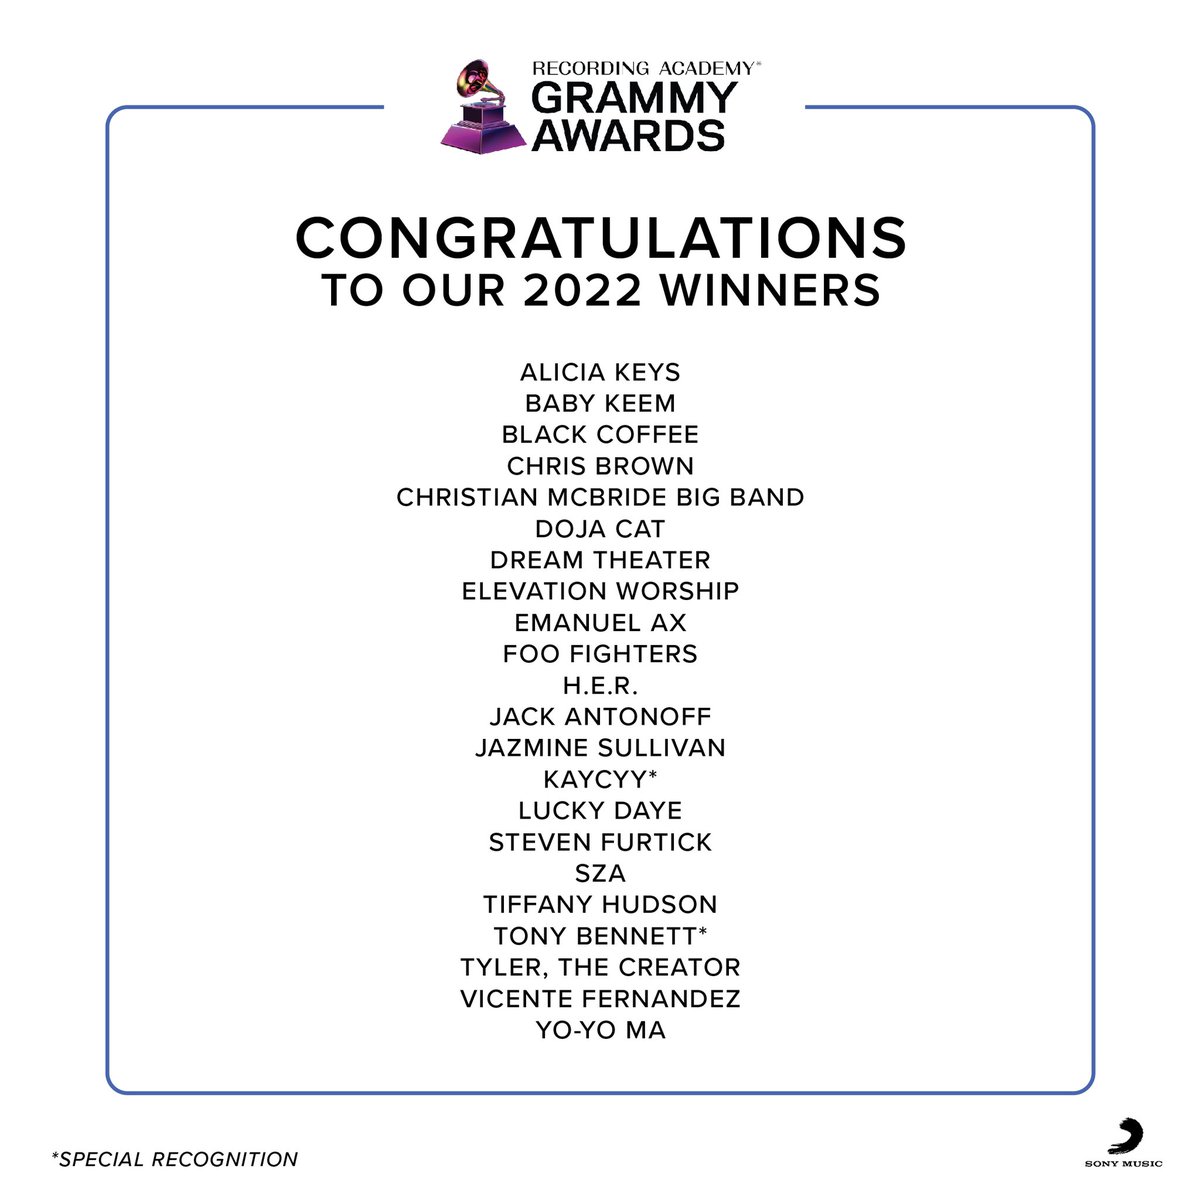 RECORDING ACADEMY®
GRAMMY
AWARDS
CONGRATULATIONS
TO OUR 2022 WINNERS
ALICIA KEYS
BABY KEEM
BLACK COFFEE
CHRIS BROWN
CHRISTIAN MCBRIDE BIG BAND
DOJA CAT
DREAM THEATER
ELEVATION WORSHIP
EMANUEL AX
FOO FIGHTERS
H.E.R.
JACK ANTONOFF
JAZMINE SULLIVAN
KAYCYY*
LUCKY DAYE
STEVEN FURTICK
SZA
TIFFANY HUDSON
TONY BENNETT*
TYLER, THE CREATOR
VICENTE FERNANDEZ
YO-YO MA
*SPECIAL RECOGNITION
SONY MUSIC